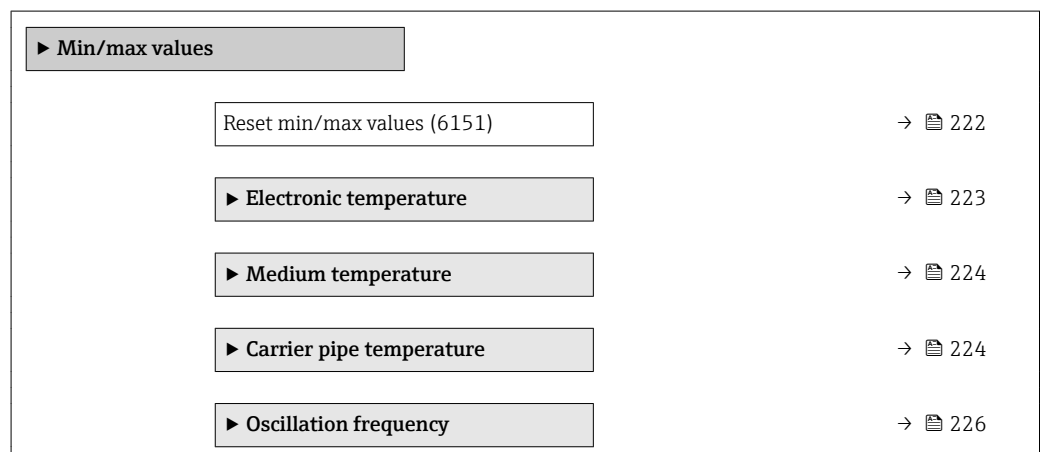 ▶ Min/max values
Reset min/max values (6151) → 222
▶ Electronic temperature → 223
▶ Medium temperature → 224
▶ Carrier pipe temperature → 224
▶ Oscillation frequency → 226